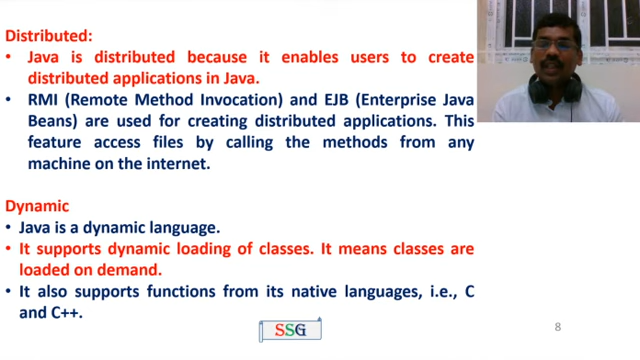 Distributed:
• Java is distributed because it enables users to create
distributed applications in Java.
• RMI (Remote Method Invocation) and EJB (Enterprise Java
Beans) are used for creating distributed applications. This
feature access files by calling the methods from any
machine on the internet.
Dynamic
• Java is a dynamic language.
• It supports dynamic loading of classes. It means classes are
loaded on demand.
• It also supports functions from its native languages, i.e., C
and C++.
SSG
8